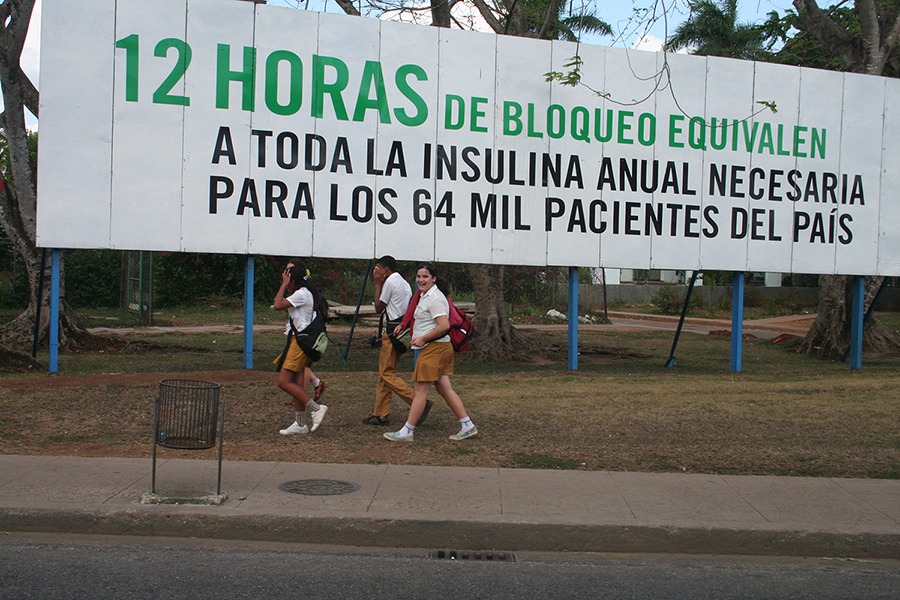 12 HORAS DE BLOQUEO EQUIVALEN
A TODA LA INSULINA ANUAL NECESARIA
PARA LOS 64 MIL PACIENTES DEL PAÍS